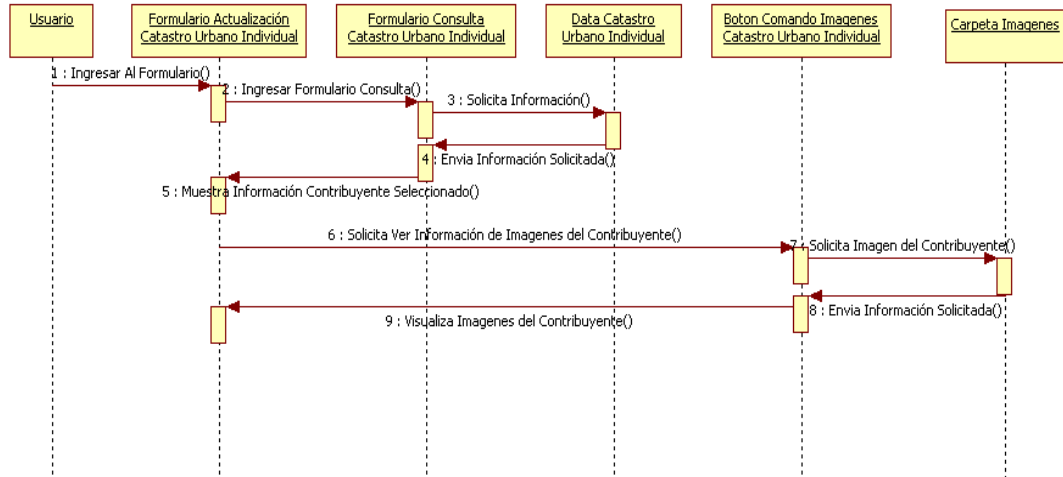 Usuario
Formulario Actualización
Catastro Urbano Individual
Formulario Consulta
Catastro Urbano Individual
Data Catastro
Urbano Individual
Boton Comando Imagenes
Catastro Urbano Individual
Carpeta Imagenes
1 : Ingresar Al Formulario()
2 : Ingresar Formulario Consulta()
3 : Solicita Información()
4 : Envia Información Solicitada()
5 : Muestra Información Contribuyente Seleccionado()
6 : Solicita Ver Información de Imagenes del Contribuyente()
7 : Solicita Imagen del Contribuyente()
8 : Envia Información Solicitada()
9 : Visualiza Imagenes del Contribuyente()